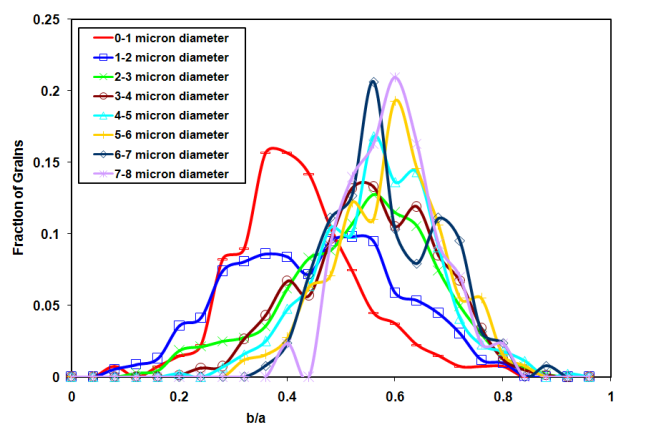 0.25
0.2
0.15
0.1
0.05
0
Fraction of Grains
0-1 micron diameter
1-2 micron diameter
2-3 micron diameter
3-4 micron diameter
4-5 micron diameter
5-6 micron diameter
6-7 micron diameter
7-8 micron diameter
0 0.2 0.4 0.6 0.8 1
b/a